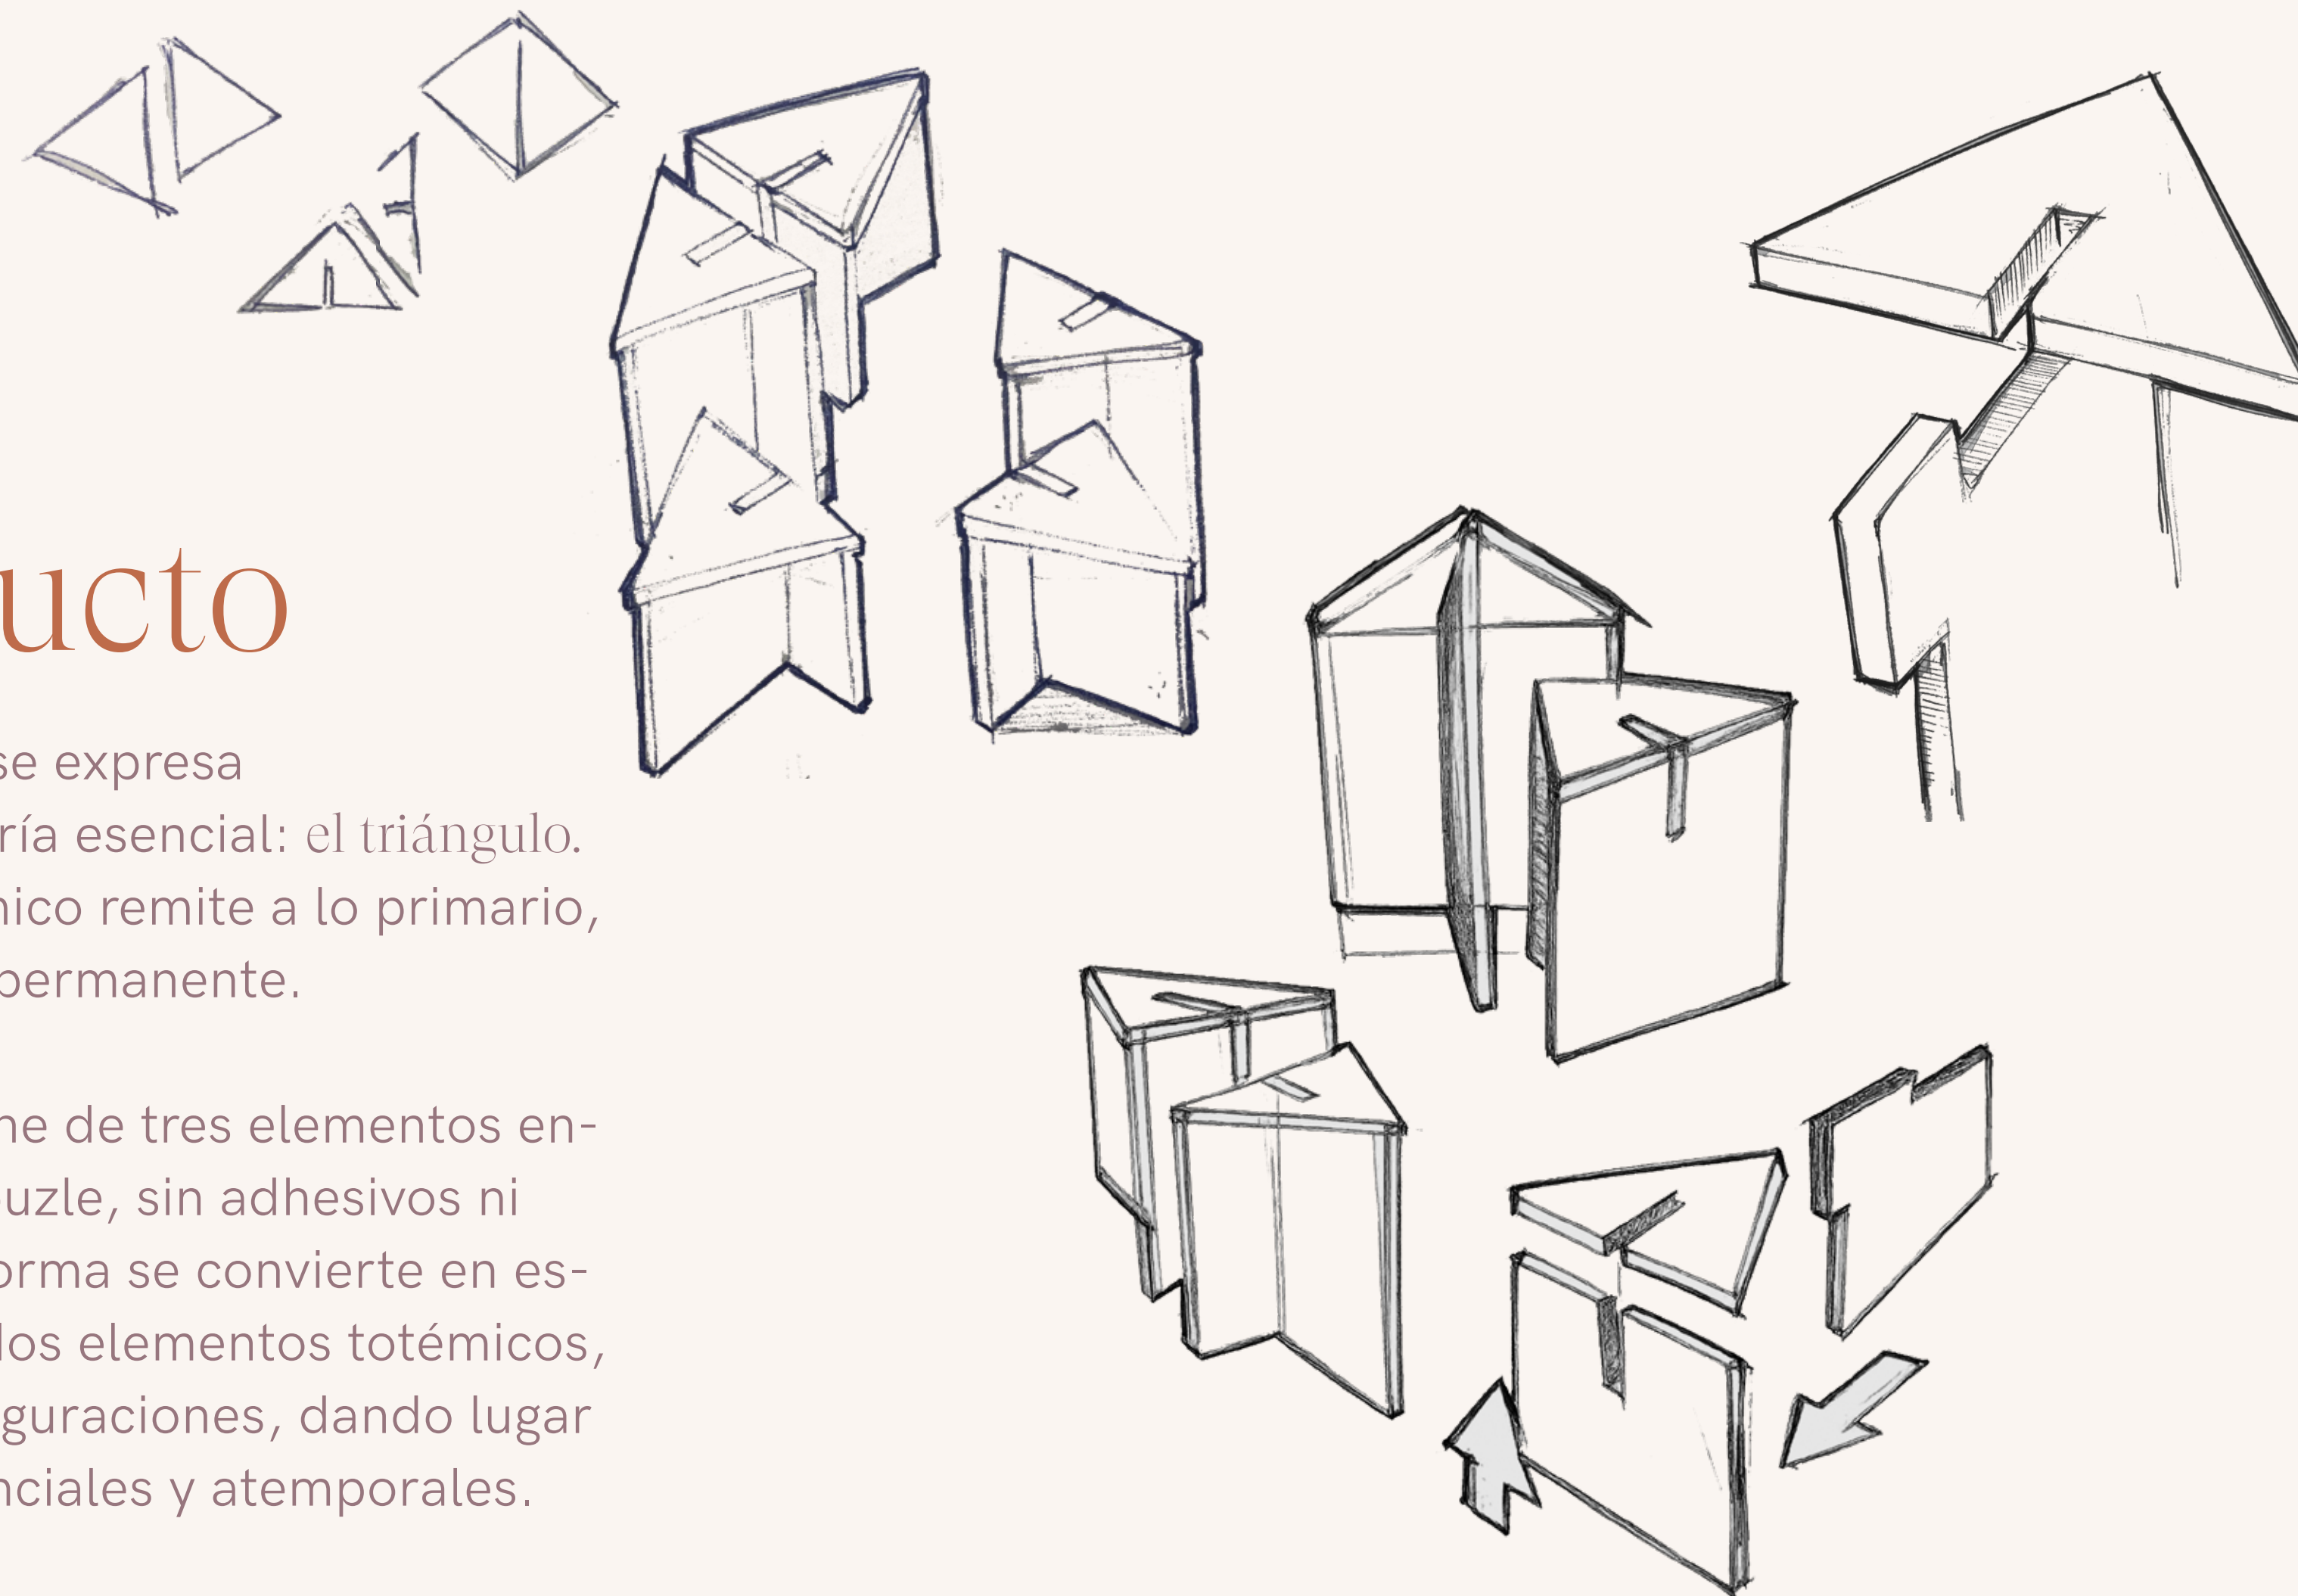 ucto
se expresa
ría esencial: el triángulo.
nico remite a lo primario,
permanente.
ne de tres elementos en-
uzle, sin adhesivos ni
orma se convierte en es-
los elementos totémicos,
guraciones, dando lugar
nciales y atemporales.